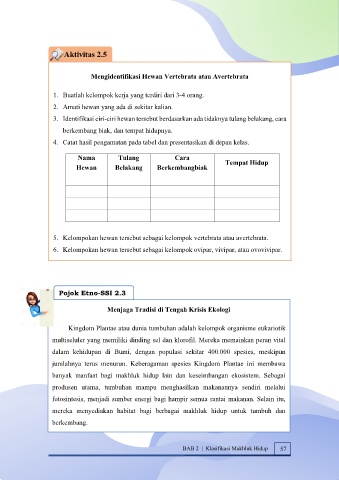 Aktivitas 2.5
Mengidentifikasi Hewan Vertebrata atau Avertebrata
1. Buatlah kelompok kerja yang terdiri dari 3-4 orang.
2. Amati hewan yang ada di sekitar kalian.
3. Identifikasi ciri-ciri hewan tersebut berdasarkan ada tidaknya tulang belakang, cara
berkembang biak, dan tempat hidupnya.
4. Catat hasil pengamatan pada tabel dan presentasikan di depan kelas.
Nama Hewan | Tulang Belakang | Cara Berkembangbiak | Tempat Hidup
5. Kelompokan hewan tersebut sebagai kelompok vertebrata atau avertebrata.
6. Kelompokan hewan tersebut sebagai kelompok ovipar, vivipar, atau ovovivipar.
Pojok Etno-SSI 2.3
Menjaga Tradisi di Tengah Krisis Ekologi
Kingdom Plantae atau dunia tumbuhan adalah kelompok organisme eukariotik
multiseluler yang memiliki dinding sel dan klorofil. Mereka memainkan peran vital
dalam kehidupan di Bumi, dengan populasi sekitar 400.000 spesies, meskipun
jumlahnya terus menurun. Keberagaman spesies Kingdom Plantae ini membawa
banyak manfaat bagi makhluk hidup lain dan keseimbangan ekosistem. Sebagai
produsen utama, tumbuhan mampu menghasilkan makanannya sendiri melalui
fotosintesis, menjadi sumber energi bagi hampir semua rantai makanan. Selain itu,
mereka menyediakan habitat bagi berbagai makhluk hidup untuk tumbuh dan
berkembang.
BAB 2 | Klasifikasi Makhluk Hidup 57